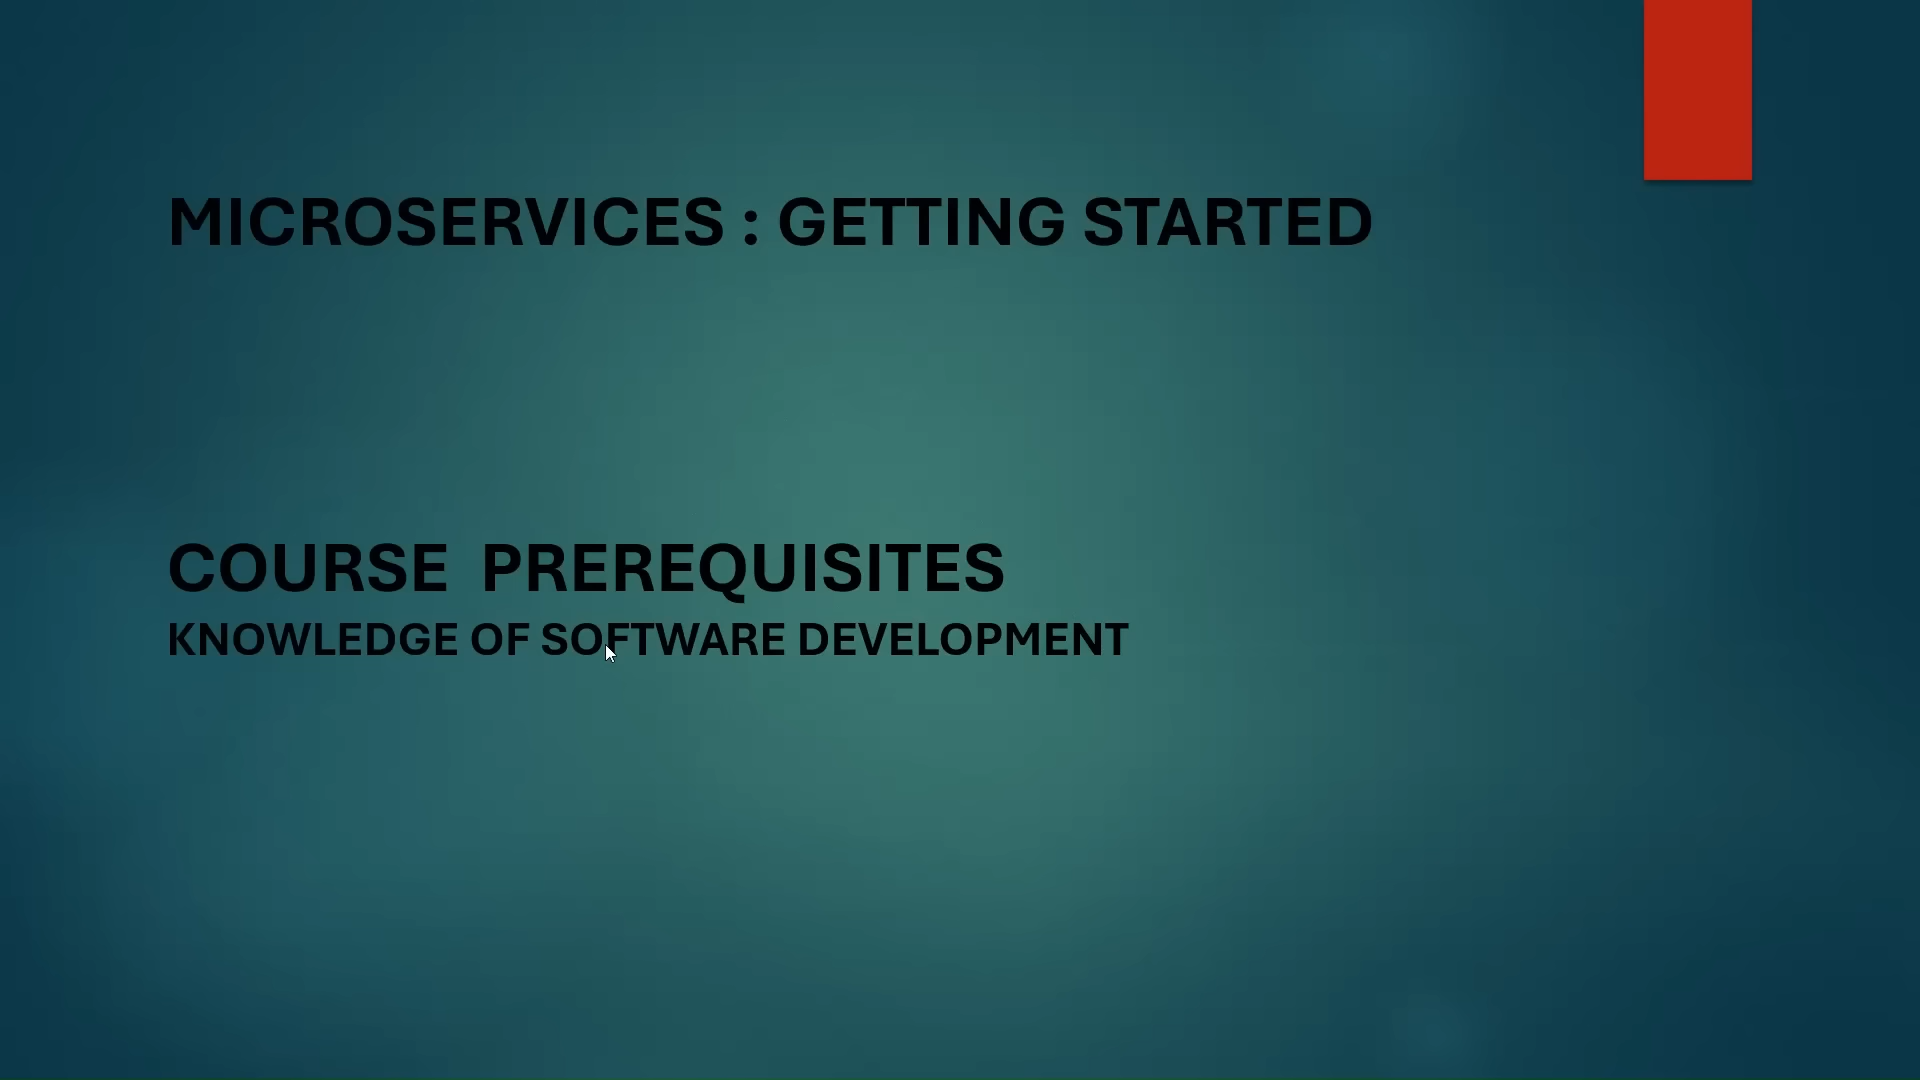 MICROSERVICES : GETTING STARTED
COURSE  PREREQUISITES
KNOWLEDGE OF SOFTWARE DEVELOPMENT